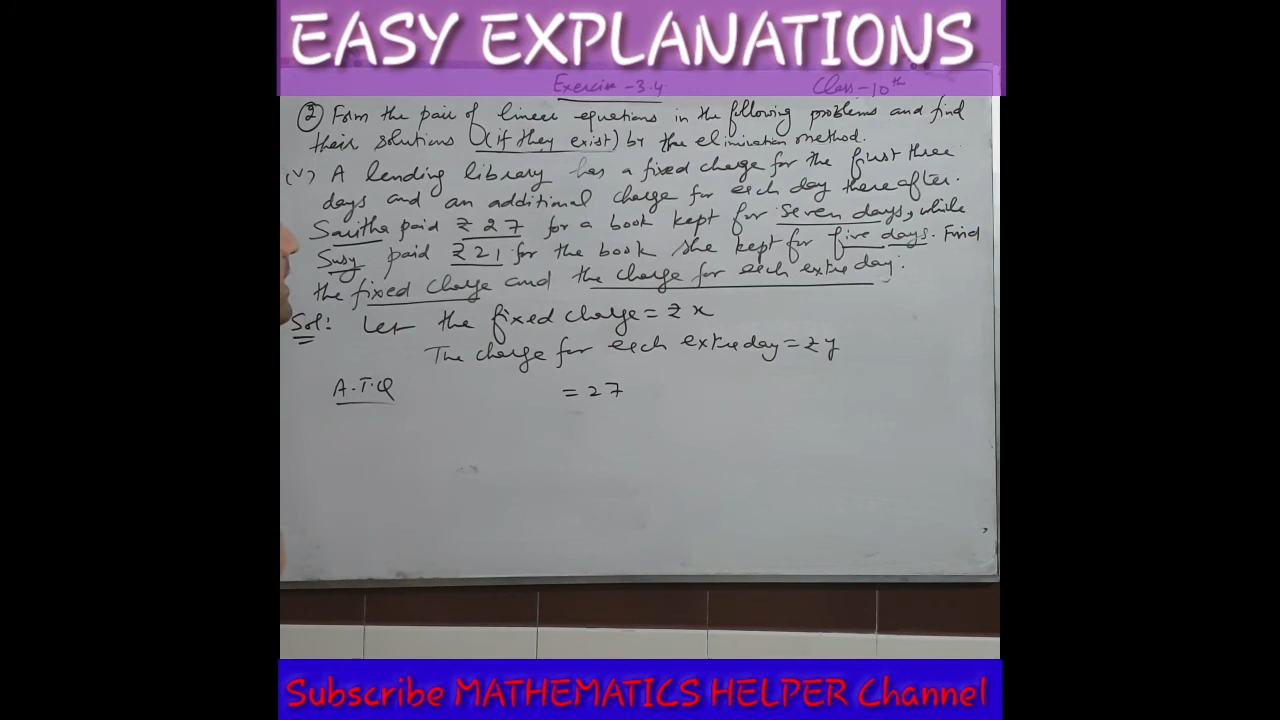 EASY EXPLANATIONS
Exercise - 3.4 Class - 10th
② Form the pair of linear equations in the following problems and find
their solutions (if they exist) by the elimination method.
(V) A lending library has a fixed charge for the first three
days and an additional charge for each day thereafter.
Saritha paid ₹27 for a book kept for seven days, while
Susy paid ₹21 for the book she kept for five days. Find
the fixed charge and the charge for each extra day.
Sol: Let the fixed charge = ₹ x
The charge for each extra day = ₹ y
A.T.Q = 27
Subscribe MATHEMATICS HELPER Channel